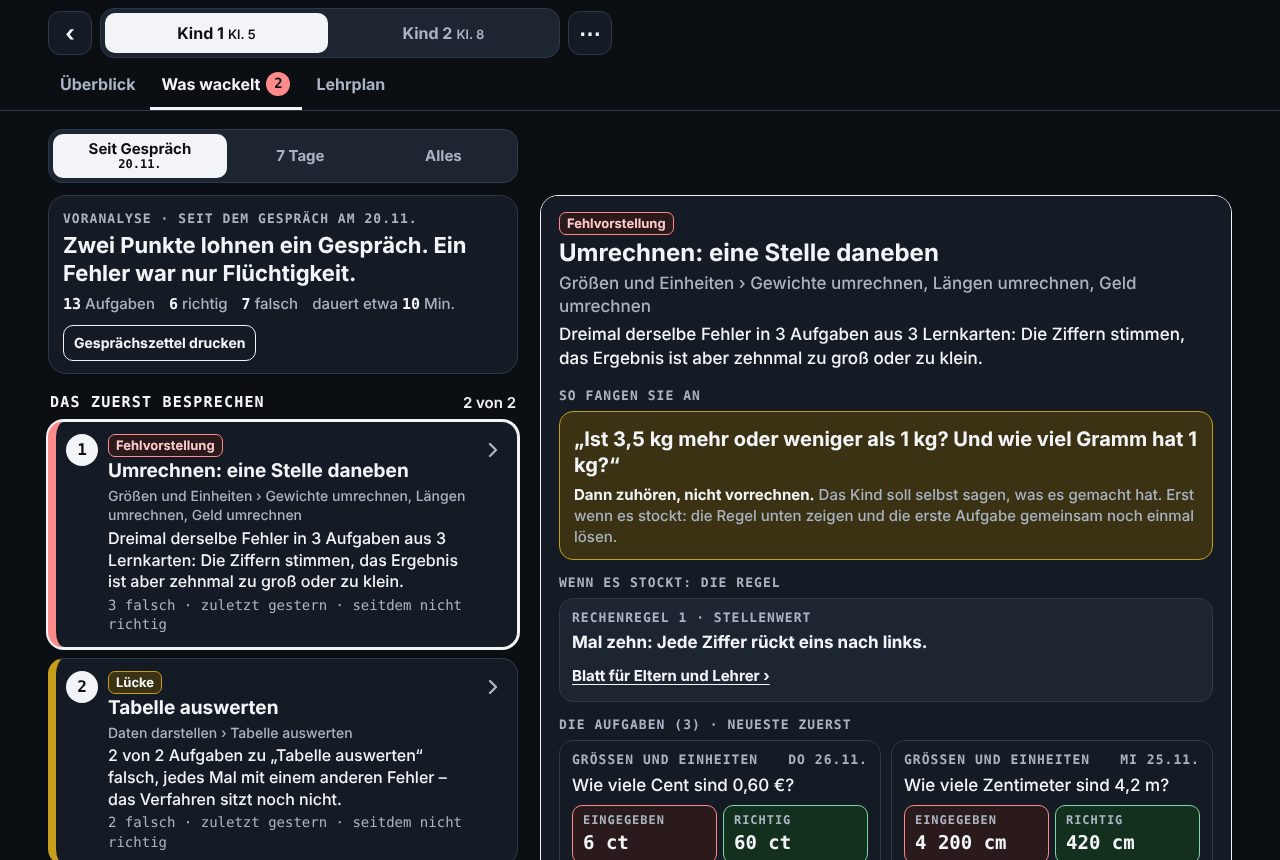 ‹
Kind 1 Kl. 5
Kind 2 Kl. 8
···
Überblick
Was wackelt 2
Lehrplan
Seit Gespräch
20.11.
7 Tage
Alles
VORANALYSE · SEIT DEM GESPRÄCH AM 20.11.
Zwei Punkte lohnen ein Gespräch. Ein
Fehler war nur Flüchtigkeit.
13 Aufgaben 6 richtig 7 falsch dauert etwa 10 Min.
Gesprächszettel drucken
DAS ZUERST BESPRECHEN
2 von 2
1
Fehlvorstellung
Umrechnen: eine Stelle daneben
Größen und Einheiten › Gewichte umrechnen, Längen
umrechnen, Geld umrechnen
Dreimal derselbe Fehler in 3 Aufgaben aus 3
Lernkarten: Die Ziffern stimmen, das Ergebnis
ist aber zehnmal zu groß oder zu klein.
3 falsch · zuletzt gestern · seitdem nicht
richtig
2
Lücke
Tabelle auswerten
Daten darstellen › Tabelle auswerten
2 von 2 Aufgaben zu „Tabelle auswerten“
falsch, jedes Mal mit einem anderen Fehler –
das Verfahren sitzt noch nicht.
2 falsch · zuletzt gestern · seitdem nicht
richtig
Fehlvorstellung
Umrechnen: eine Stelle daneben
Größen und Einheiten › Gewichte umrechnen, Längen umrechnen, Geld
umrechnen
Dreimal derselbe Fehler in 3 Aufgaben aus 3 Lernkarten: Die Ziffern stimmen,
das Ergebnis ist aber zehnmal zu groß oder zu klein.
SO FANGEN SIE AN
„Ist 3,5 kg mehr oder weniger als 1 kg? Und wie viel Gramm hat 1
kg?“
Dann zuhören, nicht vorrechnen. Das Kind soll selbst sagen, was es gemacht hat. Erst
wenn es stockt: die Regel unten zeigen und die erste Aufgabe gemeinsam noch einmal
lösen.
WENN ES STOCKT: DIE REGEL
RECHENREGEL 1 · STELLENWERT
Mal zehn: Jede Ziffer rückt eins nach links.
Blatt für Eltern und Lehrer ›
DIE AUFGABEN (3) · NEUESTE ZUERST
GRÖSSEN UND EINHEITEN DO 26.11.
Wie viele Cent sind 0,60 €?
EINGEGEBEN
6 ct
RICHTIG
60 ct
GRÖSSEN UND EINHEITEN MI 25.11.
Wie viele Zentimeter sind 4,2 m?
EINGEGEBEN
4 200 cm
RICHTIG
420 cm